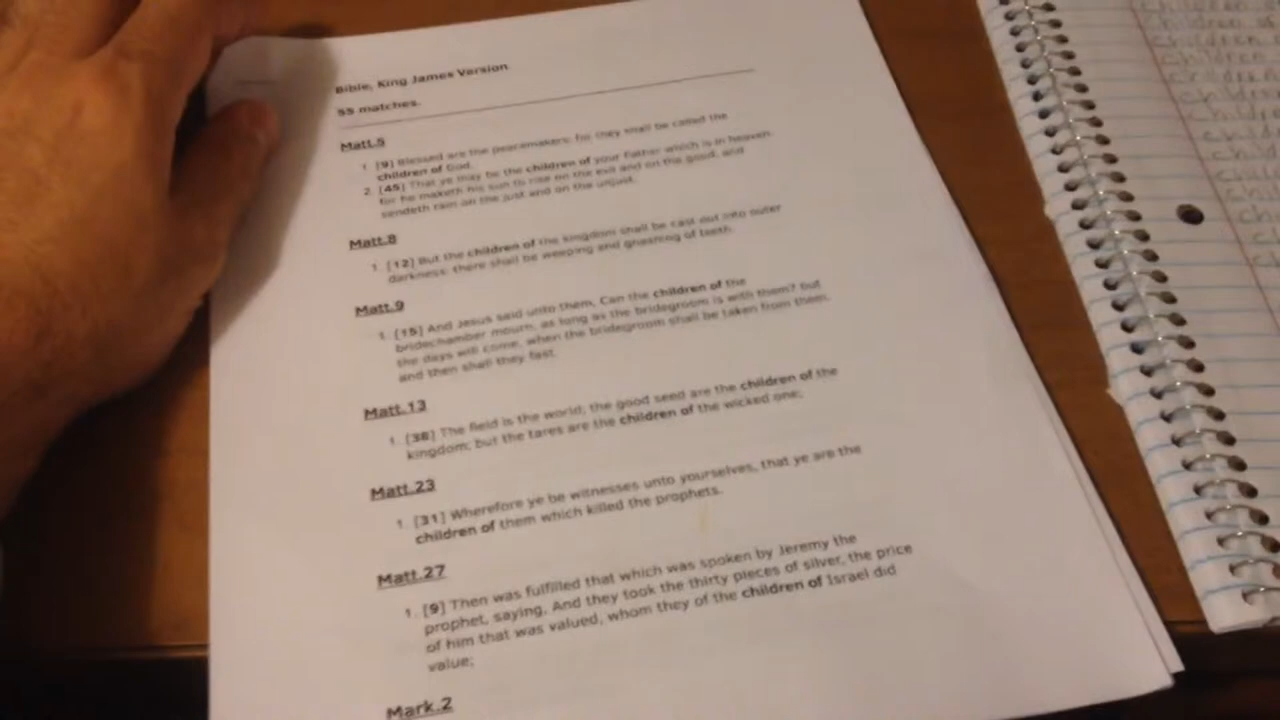 Bible, King James Version
55 matches.
Matt.5
1. [9] Blessed are the peacemakers: for they shall be called the
children of God.
2. [45] That ye may be the children of your Father which is in heaven:
for he maketh his sun to rise on the evil and on the good, and
sendeth rain on the just and on the unjust.
Matt.8
1. [12] But the children of the kingdom shall be cast out into outer
darkness: there shall be weeping and gnashing of teeth.
Matt.9
1. [15] And Jesus said unto them, Can the children of the
bridechamber mourn, as long as the bridegroom is with them? but
the days will come, when the bridegroom shall be taken from them,
and then shall they fast.
Matt.13
1. [38] The field is the world; the good seed are the children of the
kingdom; but the tares are the children of the wicked one;
Matt.23
1. [31] Wherefore ye be witnesses unto yourselves, that ye are the
children of them which killed the prophets.
Matt.27
1. [9] Then was fulfilled that which was spoken by Jeremy the
prophet, saying, And they took the thirty pieces of silver, the price
of him that was valued, whom they of the children of Israel did
value;
Mark.2
children of
children
children
children